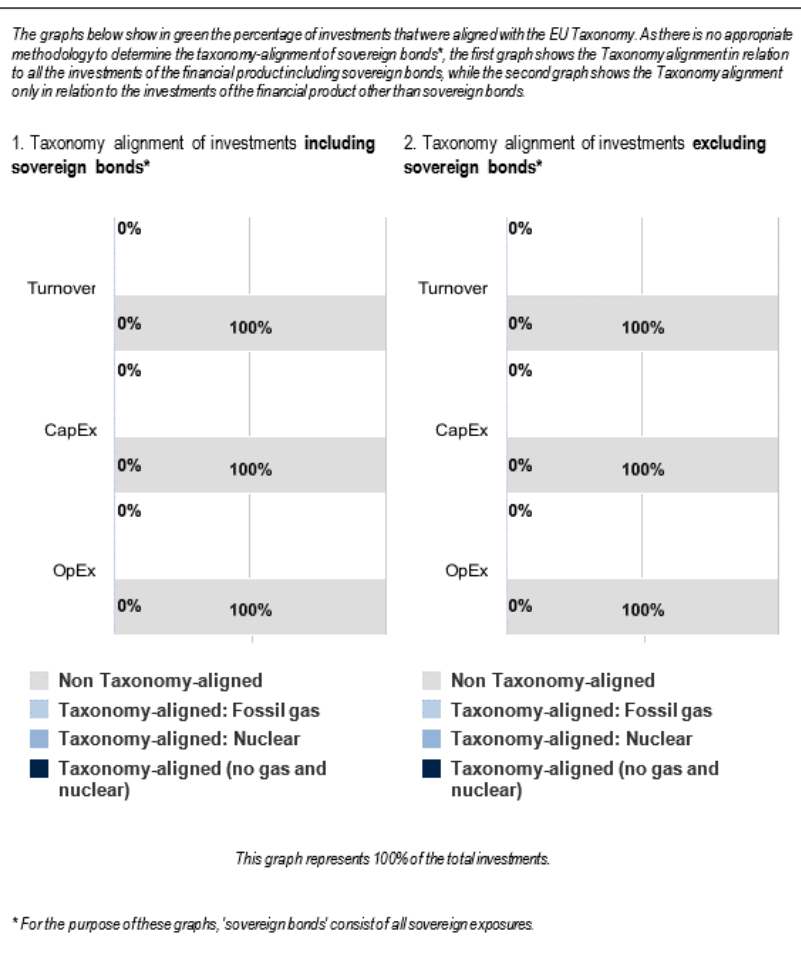 The graphs below show in green the percentage of investments that were aligned with the EU Taxonomy. As there is no appropriate
methodology to determine the taxonomy-alignment of sovereign bonds*, the first graph shows the Taxonomy alignment in relation
to all the investments of the financial product including sovereign bonds, while the second graph shows the Taxonomy alignment
only in relation to the investments of the financial product other than sovereign bonds.
1. Taxonomy alignment of investments including
sovereign bonds*
0%
Turnover
0% 100%
0%
CapEx
0% 100%
0%
OpEx
0% 100%
Non Taxonomy-aligned
Taxonomy-aligned: Fossil gas
Taxonomy-aligned: Nuclear
Taxonomy-aligned (no gas and
nuclear)
2. Taxonomy alignment of investments excluding
sovereign bonds*
0%
Turnover
0% 100%
0%
CapEx
0% 100%
0%
OpEx
0% 100%
Non Taxonomy-aligned
Taxonomy-aligned: Fossil gas
Taxonomy-aligned: Nuclear
Taxonomy-aligned (no gas and
nuclear)
This graph represents 100% of the total investments.
* For the purpose of these graphs, 'sovereign bonds' consist of all sovereign exposures.